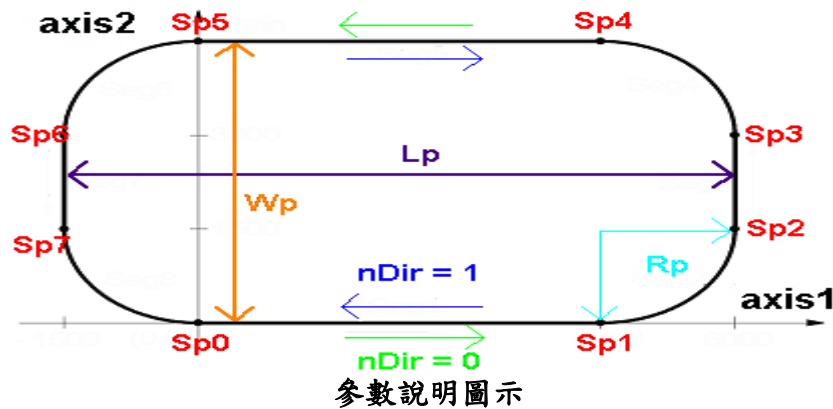 axis2
Sp5
Sp4
Sp6
Sp3
Lp
Wp
Sp7
Sp2
nDir = 1
Rp
axis1
Sp0
Sp1
nDir = 0
參數說明圖示